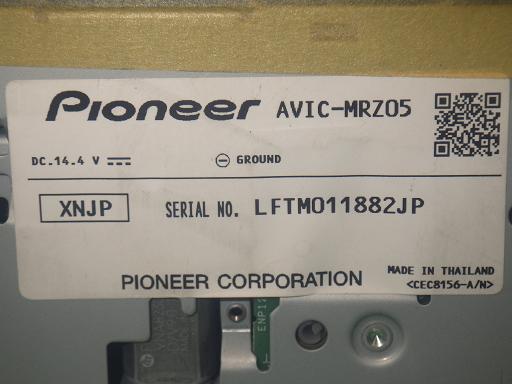 Pioneer AVIC-MRZ05
DC.14.4 V
GROUND
XNJP SERIAL NO. LFTM011882JP
PIONEER CORPORATION
MADE IN THAILAND
<CEC8156-A/N>